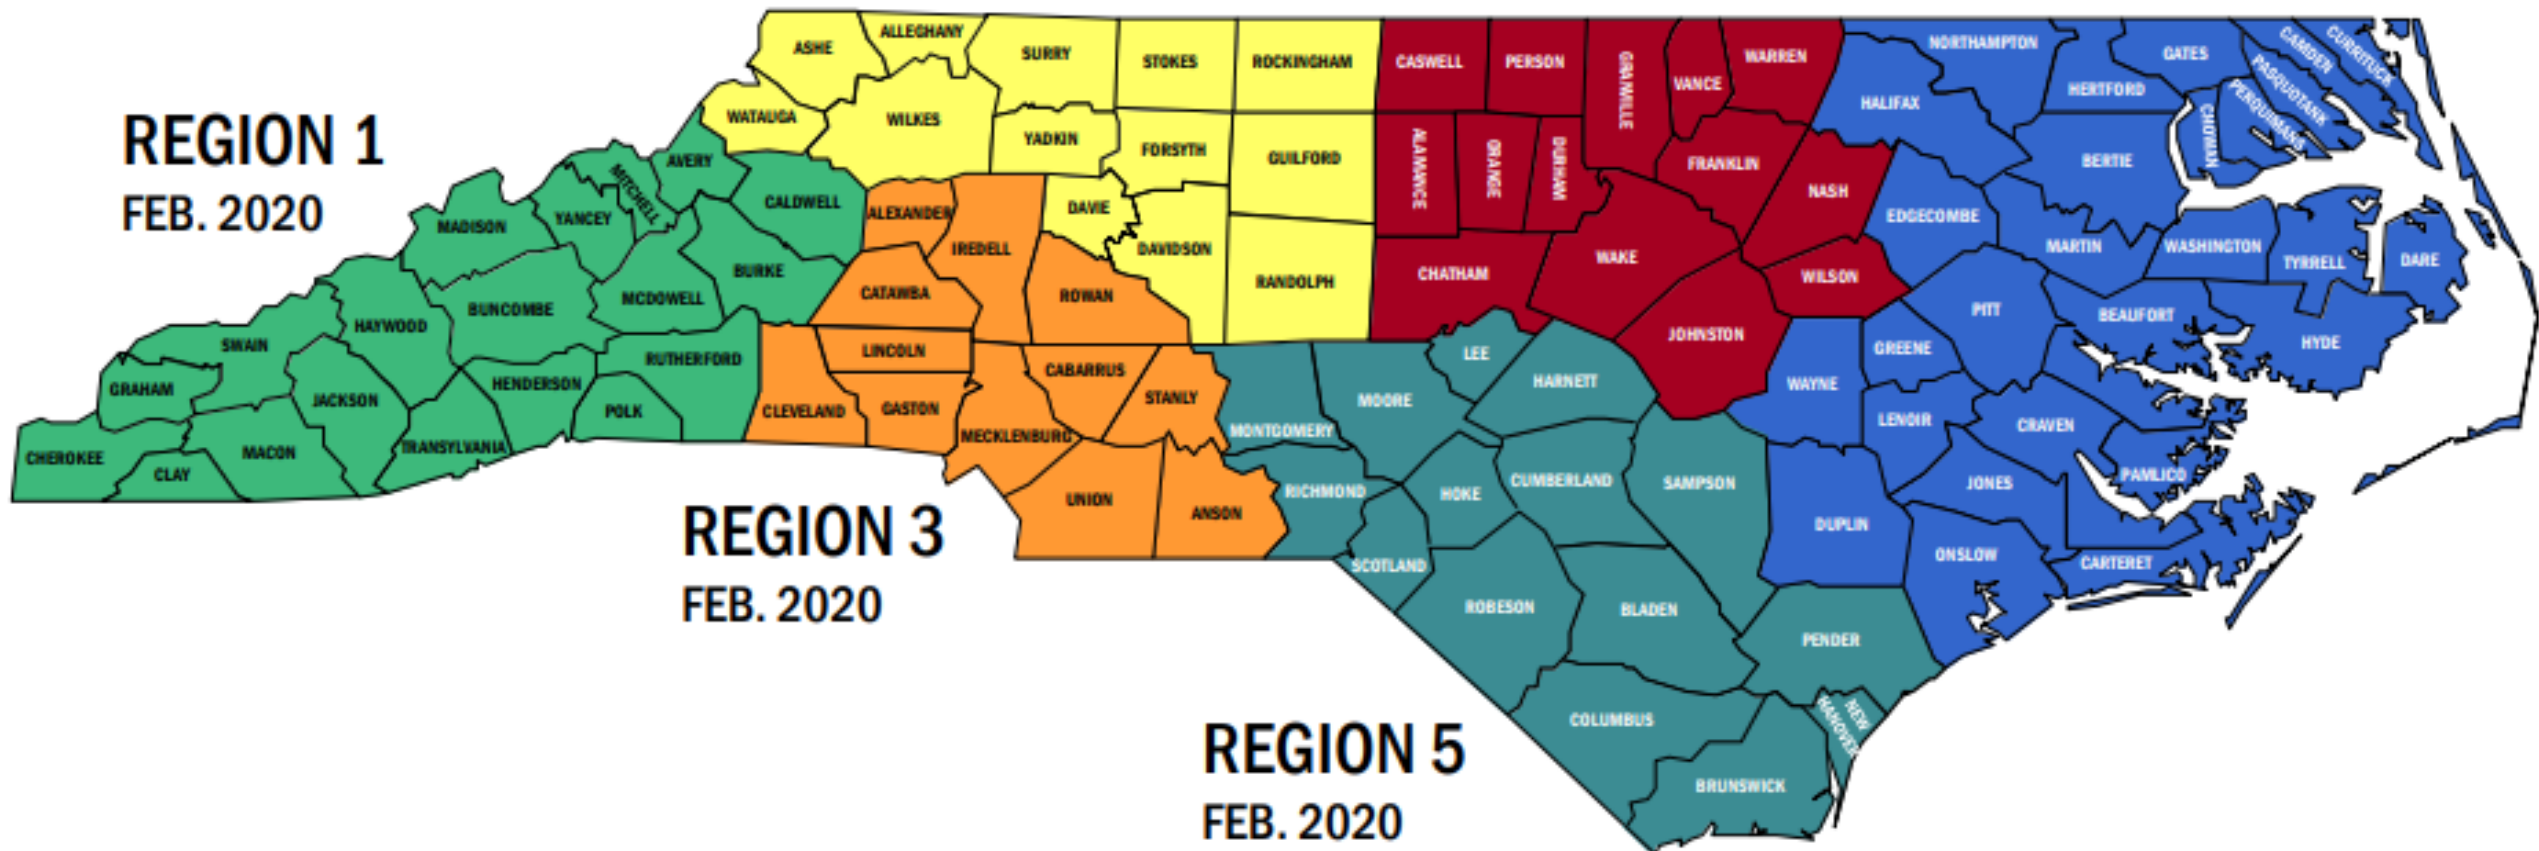 ASHE
ALLEGHANY
SURRY
STOKES
ROCKINGHAM
CASWELL
PERSON
GRANVILLE
VANCE
WARREN
NORTHAMPTON
GATES
CAMDEN
CURRITUCK
HERTFORD
PASQUOTANK
PERQUIMANS
CHOWAN
HALIFAX
WATAUGA
WILKES
YADKIN
FORSYTH
GUILFORD
ALAMANCE
ORANGE
DURHAM
FRANKLIN
NASH
BERTIE
REGION 1
FEB. 2020
AVERY
MITCHELL
CALDWELL
MADISON
YANCEY
ALEXANDER
IREDELL
DAVIE
DAVIDSON
RANDOLPH
CHATHAM
WAKE
WILSON
EDGECOMBE
MARTIN
WASHINGTON
TYRRELL
DARE
BURKE
BUNCOMBE
MCDOWELL
CATAWBA
ROWAN
HAYWOOD
SWAIN
RUTHERFORD
LINCOLN
CABARRUS
STANLY
LEE
HARNETT
JOHNSTON
PITT
BEAUFORT
HYDE
GREENE
WAYNE
LENOIR
CRAVEN
GRAHAM
JACKSON
HENDERSON
POLK
CLEVELAND
GASTON
MECKLENBURG
MOORE
MONTGOMERY
CHEROKEE
CLAY
MACON
TRANSYLVANIA
UNION
ANSON
RICHMOND
HOKE
CUMBERLAND
SAMPSON
DUPLIN
JONES
PAMLICO
ONSLOW
CARTERET
REGION 3
FEB. 2020
SCOTLAND
ROBESON
BLADEN
PENDER
COLUMBUS
NEW
HANOVER
BRUNSWICK
REGION 5
FEB. 2020